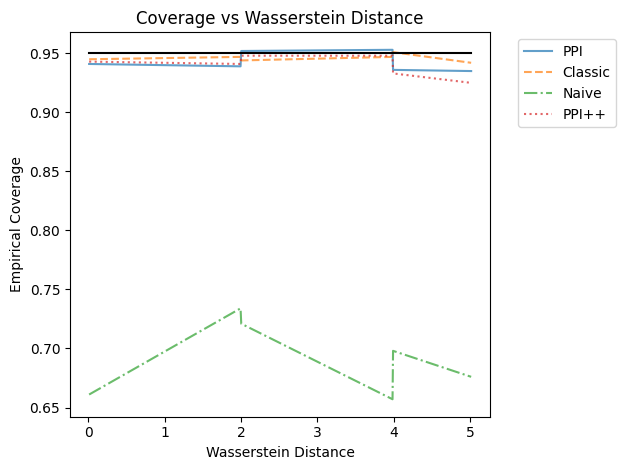 Coverage vs Wasserstein Distance
PPI
Classic
Naive
PPI++
Empirical Coverage
0.95
0.90
0.85
0.80
0.75
0.70
0.65
0 1 2 3 4 5
Wasserstein Distance